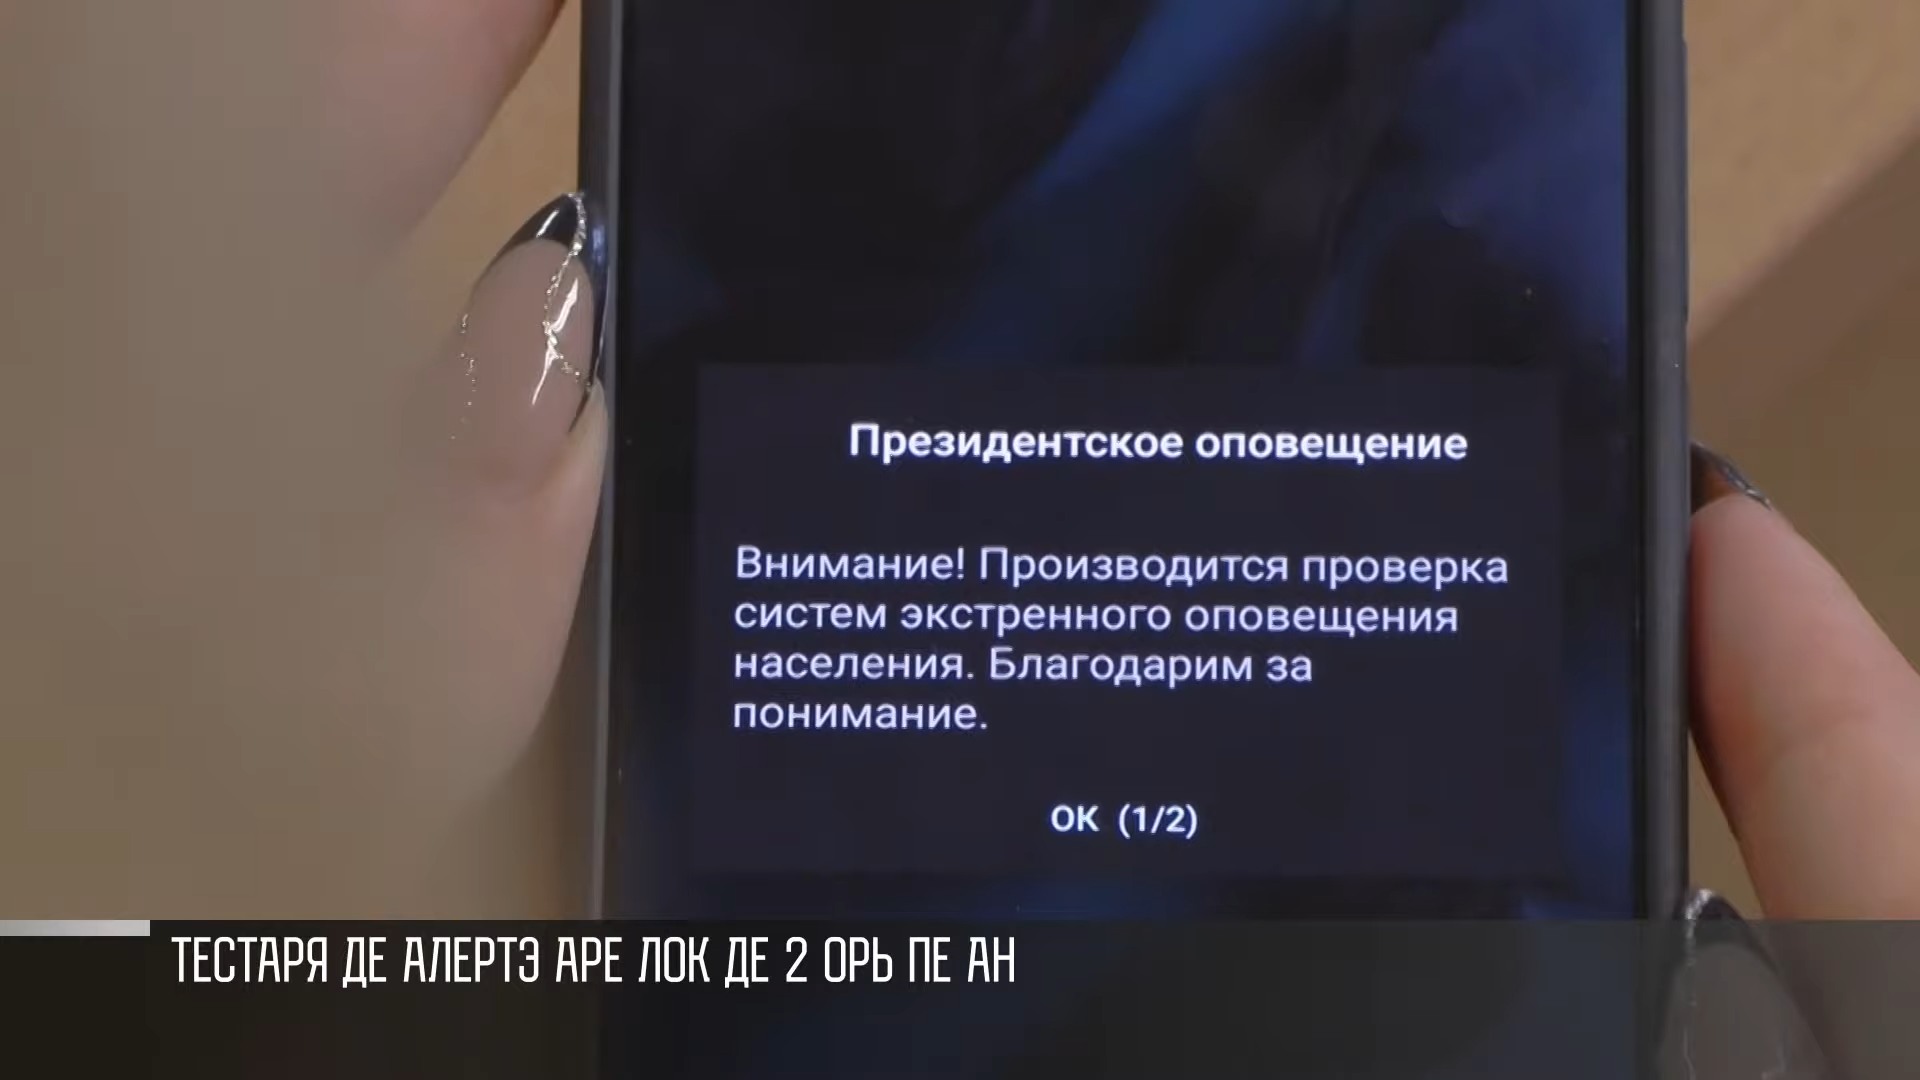 Президентское оповещение
Внимание! Производится проверка
систем экстренного оповещения
населения. Благодарим за
понимание.
ОК (1/2)
ТЕСТАРЯ ДЕ АЛЕРТЭ АРЕ ЛОК ДЕ 2 ОРЬ ПЕ АН